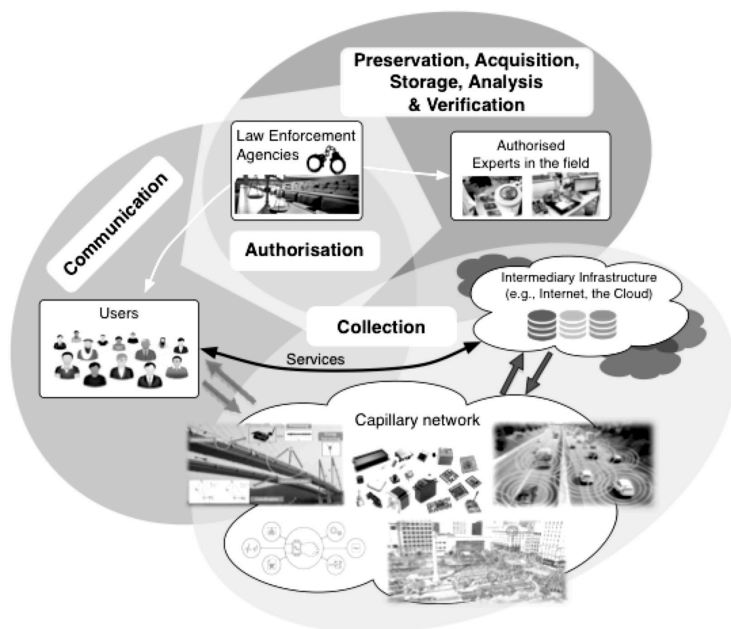 Preservation, Acquisition,
Storage, Analysis
& Verification
Law Enforcement
Agencies
Authorised
Experts in the field
Communication
Authorisation
Intermediary Infrastructure
(e.g., Internet, the Cloud)
Users
Collection
Services
Capillary network